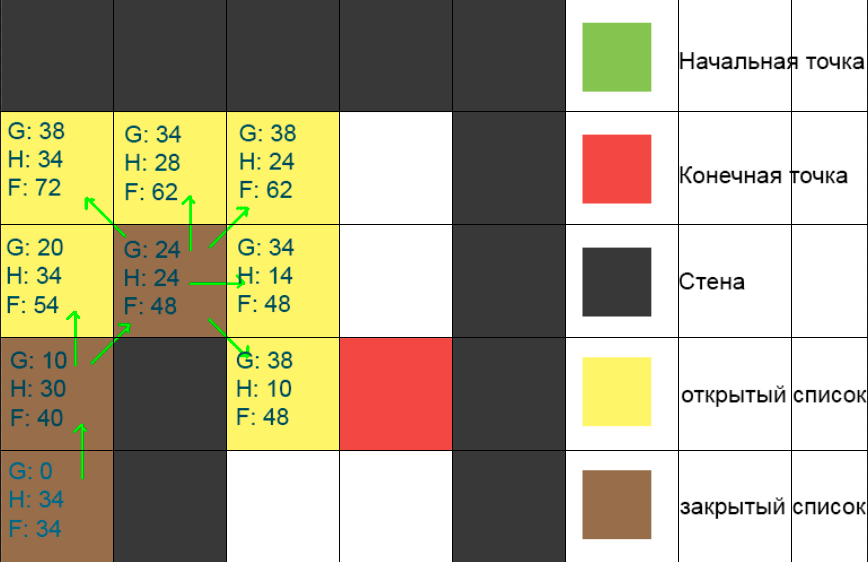 Начальная точка
G: 38
H: 34
F: 72
G: 34
H: 28
F: 62
G: 38
H: 24
F: 62
Конечная точка
G: 20
H: 34
F: 54
G: 24
H: 24
F: 48
G: 34
H: 14
F: 48
Стена
G: 10
H: 30
F: 40
G: 38
H: 10
F: 48
открытый список
G: 0
H: 34
F: 34
закрытый список